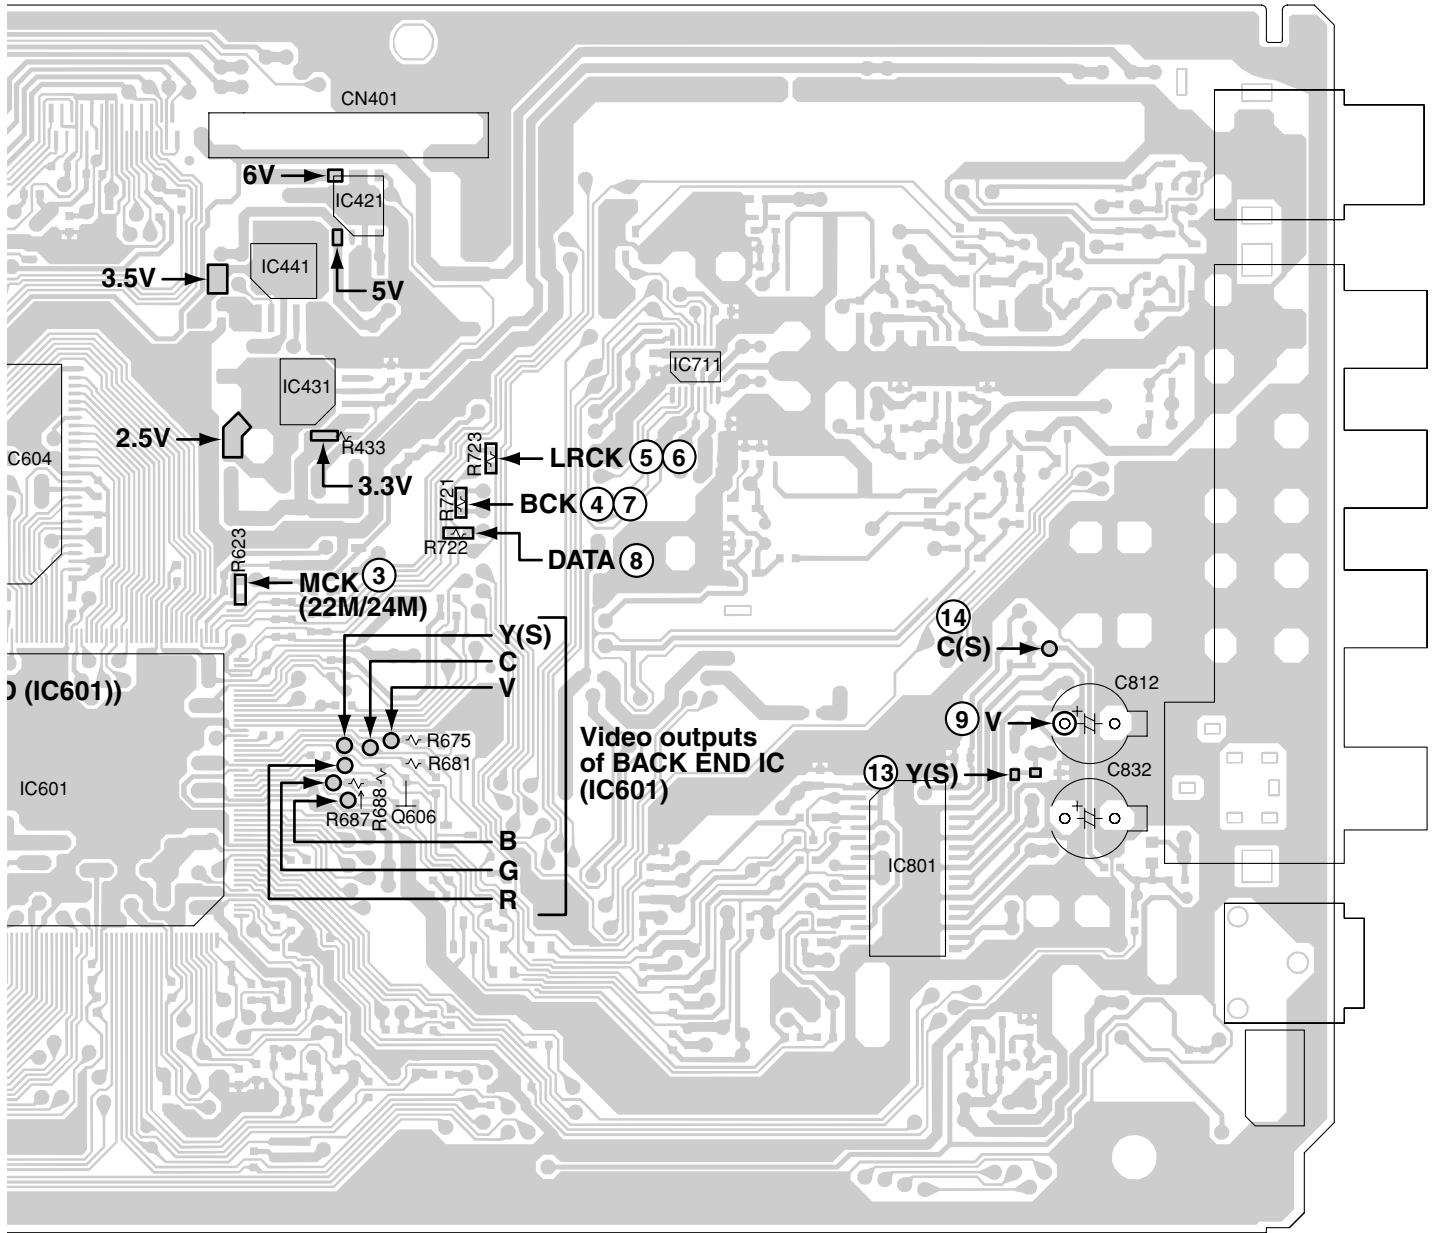 CN401
6V
IC421
IC441
3.5V
5V
IC711
IC431
2.5V
R433
C604
R723
LRCK 5 6
3.3V
R721
BCK 4 7
R722
DATA 8
R623
MCK 3
(22M/24M)
14
C(S)
Y(S)
C
V
D (IC601))
C812
9 V
R675
R681
Video outputs
of BACK END IC
(IC601)
13 Y(S)
C832
IC601
R687
R688
Q606
B
G
R
IC801